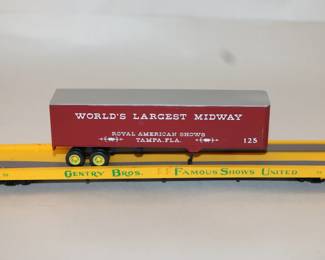 WORLD'S LARGEST MIDWAY
ROYAL AMERICAN SHOWS
TAMPA, FLA.
125
GENTRY BROS. FAMOUS SHOWS UNITED